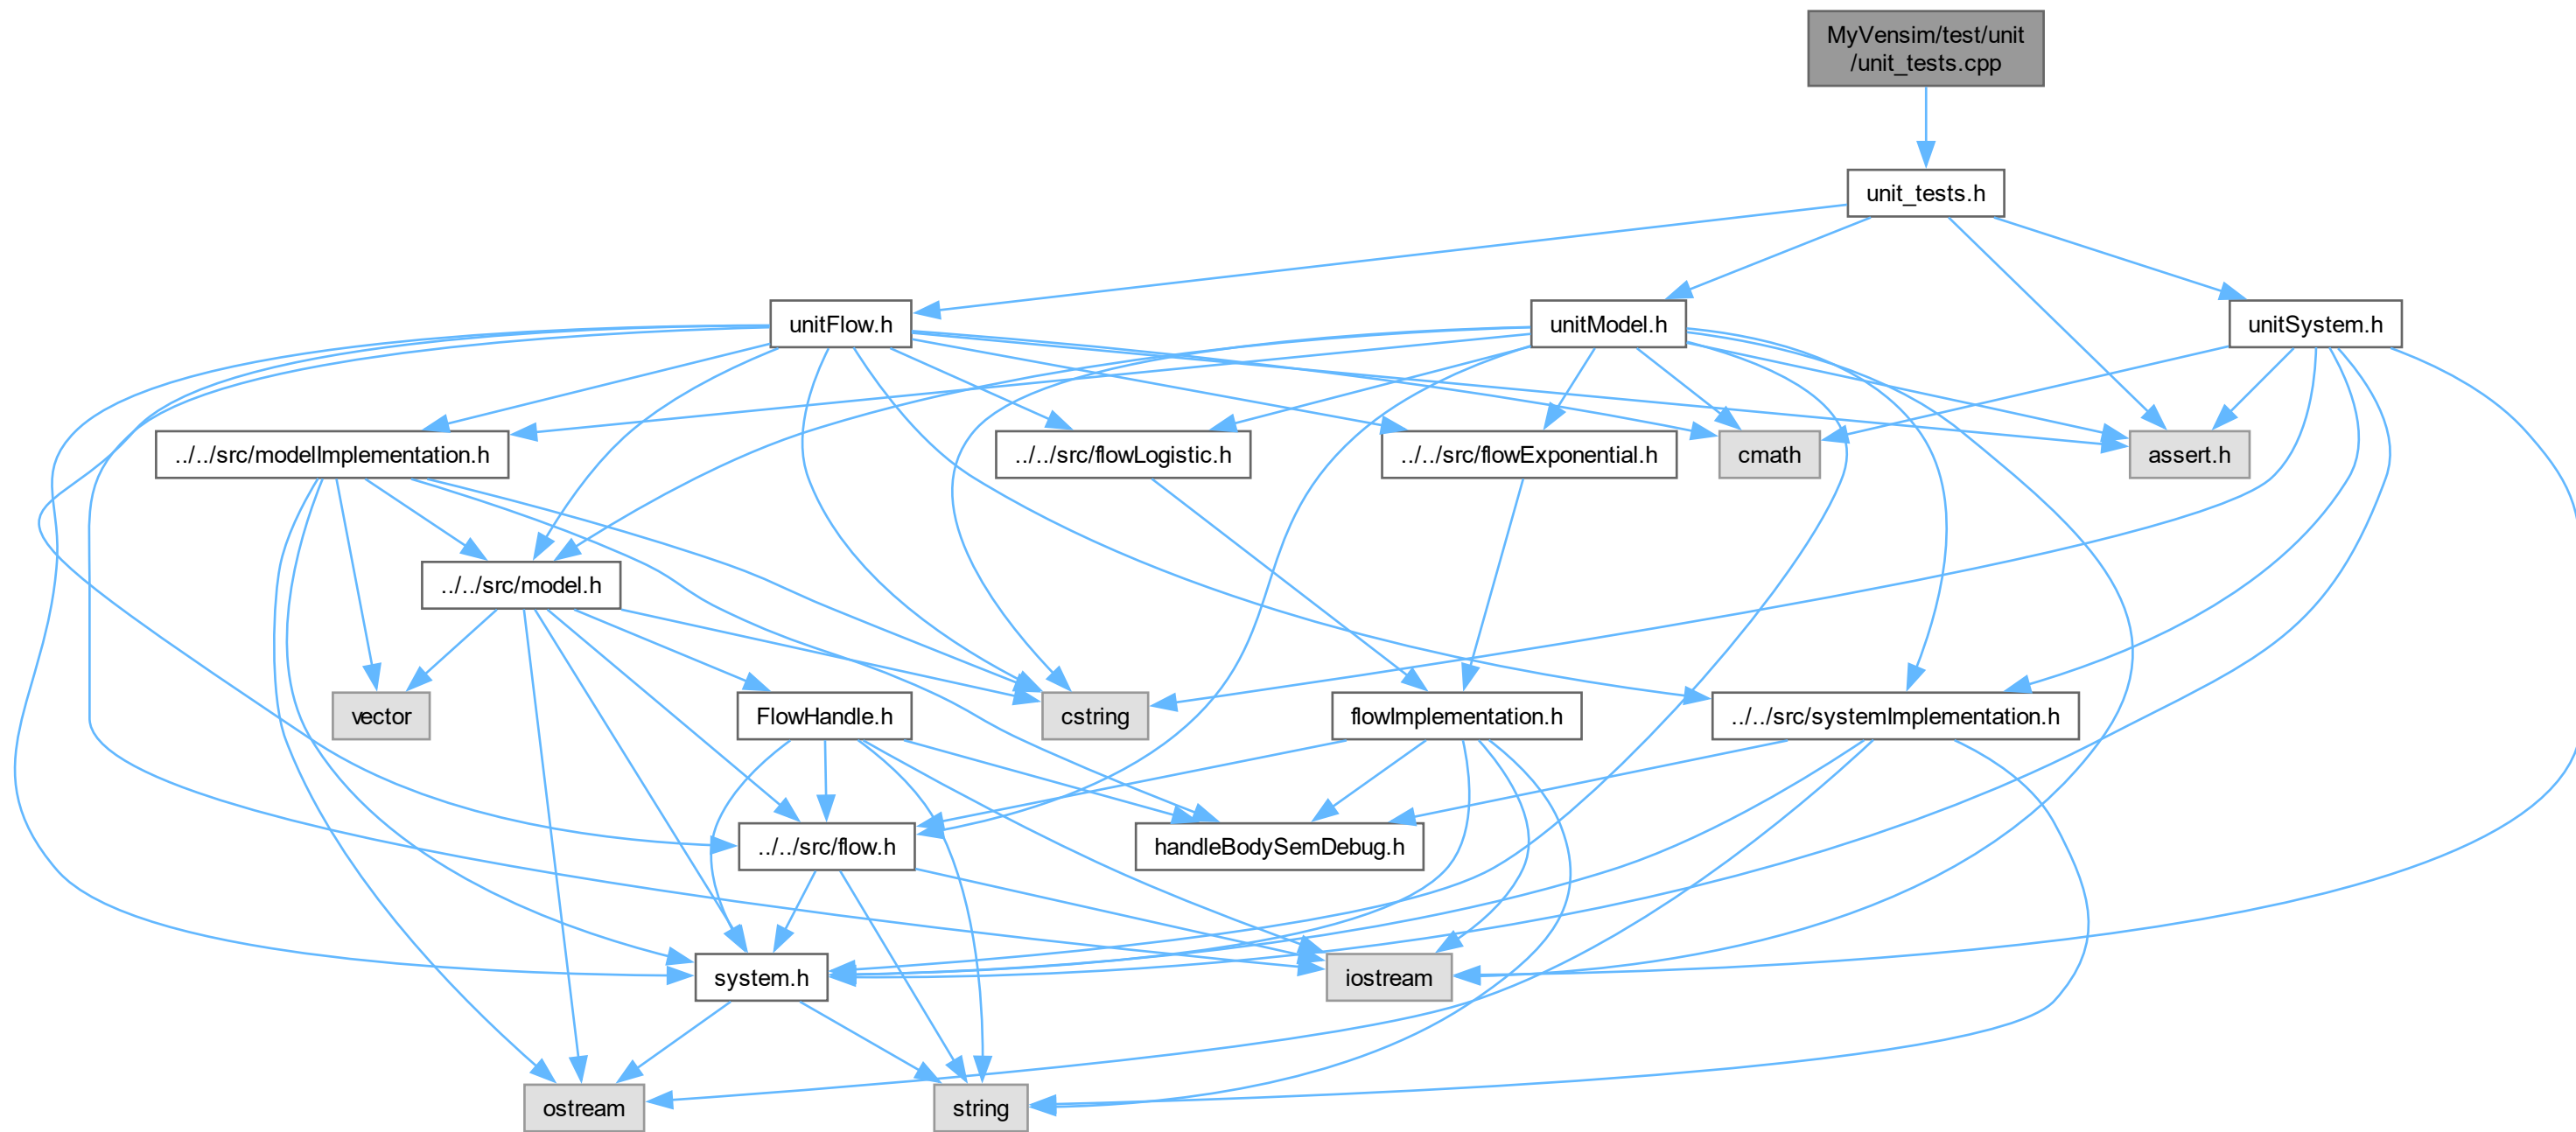 MyVensim/test/unit
/unit_tests.cpp
unit_tests.h
unitFlow.h
unitModel.h
unitSystem.h
../../src/modelImplementation.h
../../src/flowLogistic.h
../../src/flowExponential.h
cmath
assert.h
../../src/model.h
vector
FlowHandle.h
cstring
flowImplementation.h
../../src/systemImplementation.h
../../src/flow.h
handleBodySemDebug.h
system.h
iostream
ostream
string